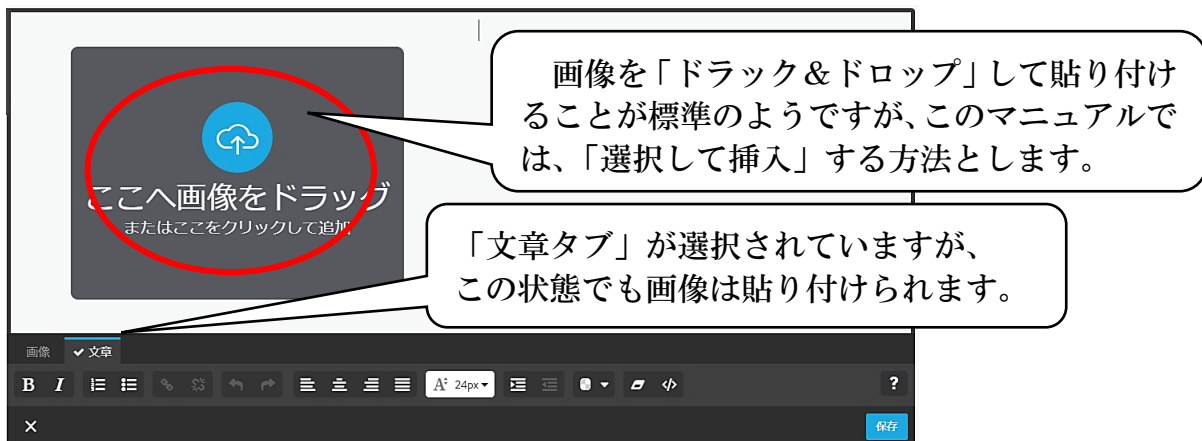 画像を「ドラック＆ドロップ」して貼り付け
ることが標準のようですが、このマニュアルで
は、「選択して挿入」する方法とします。
ここへ画像をドラッグ
またはここをクリックして追加
「文章タブ」が選択されていますが、
この状態でも画像は貼り付けられます。
画像 文章
B I A 24px ?
保存